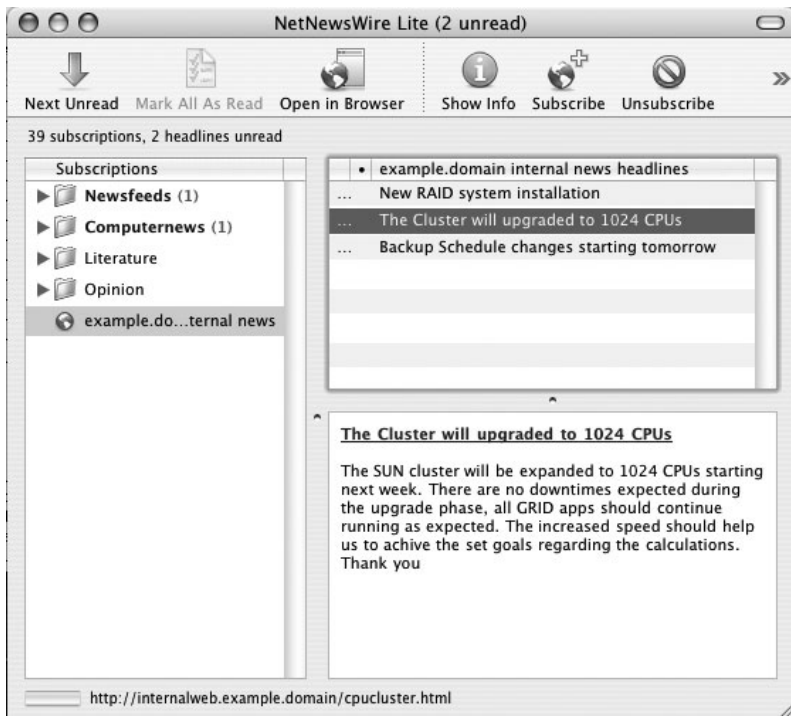 NetNewsWire Lite (2 unread)
Next Unread Mark All As Read Open in Browser Show Info Subscribe Unsubscribe »
39 subscriptions, 2 headlines unread
Subscriptions
Newsfeeds (1)
Computernews (1)
Literature
Opinion
example.do...ternal news
• example.domain internal news headlines
... New RAID system installation
... The Cluster will upgraded to 1024 CPUs
... Backup Schedule changes starting tomorrow
The Cluster will upgraded to 1024 CPUs
The SUN cluster will be expanded to 1024 CPUs starting
next week. There are no downtimes expected during
the upgrade phase, all GRID apps should continue
running as expected. The increased speed should help
us to achive the set goals regarding the calculations.
Thank you
http://internalweb.example.domain/cpucluster.html